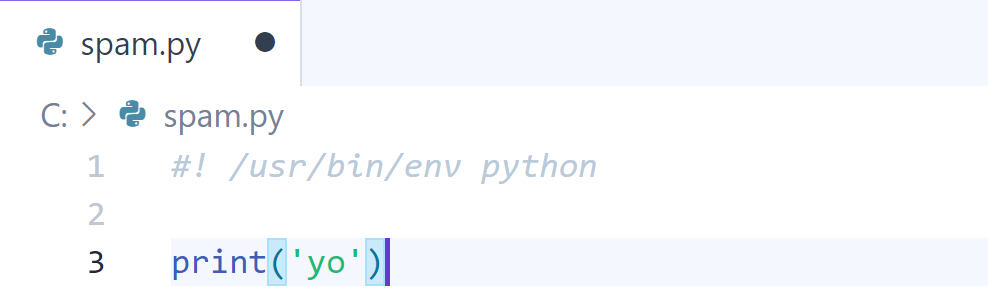 spam.py
C: > spam.py
1 #! /usr/bin/env python
2
3 print('yo')